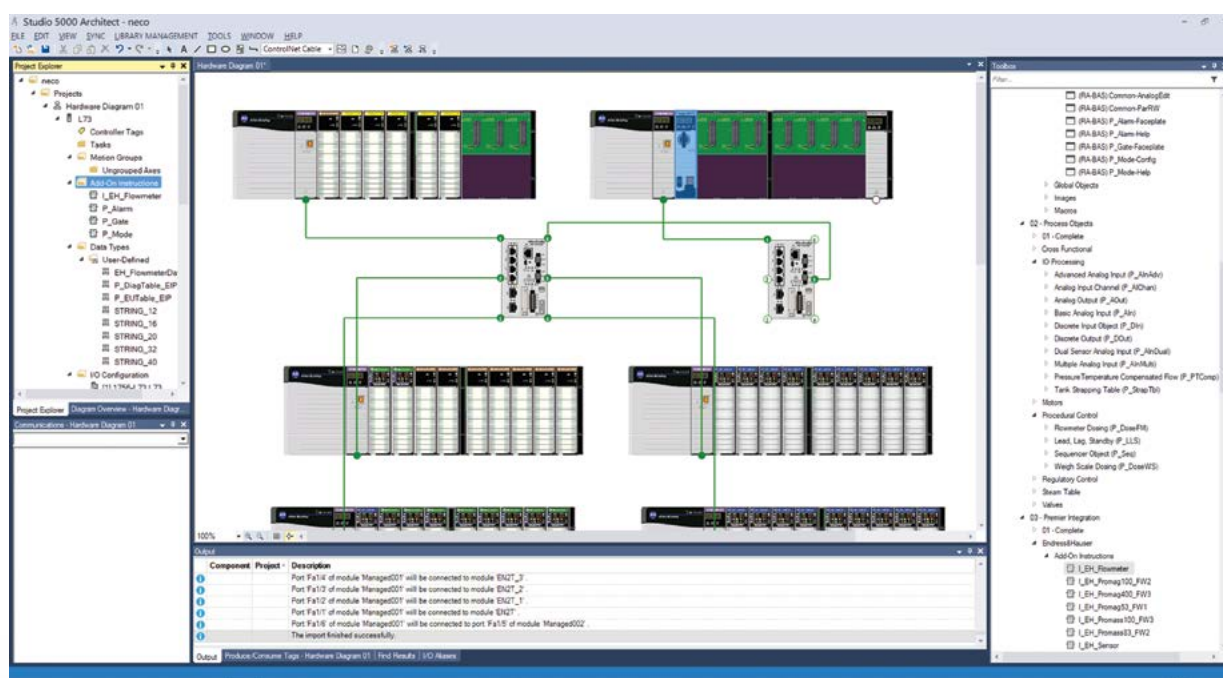 Studio 5000 Architect - neco
FILE EDIT VIEW SYNC LIBRARY MANAGEMENT TOOLS WINDOW HELP
ControlNet Cable
Project Explorer
neco
Projects
Hardware Diagram 01
L73
Controller Tags
Tasks
Motion Groups
Ungrouped Axes
Add-On Instructions
I_EH_Flowmeter
P_Alarm
P_Gate
P_Mode
Data Types
User-Defined
EH_FlowmeterDa
P_DiagTable_EIP
P_EUTable_EIP
STRING_12
STRING_16
STRING_20
STRING_32
STRING_40
I/O Configuration
[1] 1756-L73 L73
Project Explorer Diagram Overview - Hardware Diagr...
Communications - Hardware Diagram 01
Hardware Diagram 01*
100%
Output
Component Project Description
Port 'Fa1/4' of module 'Managed001' will be connected to module 'EN2T_3' .
Port 'Fa1/3' of module 'Managed001' will be connected to module 'EN2T_2' .
Port 'Fa1/2' of module 'Managed001' will be connected to module 'EN2T_1' .
Port 'Fa1/1' of module 'Managed001' will be connected to module 'EN2T' .
Port 'Fa1/6' of module 'Managed001' will be connected to port 'Fa1/5' of module 'Managed002' .
The import finished successfully.
Output Produce/Consume Tags - Hardware Diagram 01 Find Results I/O Aliases
Toolbox
Filter...
(RA-BAS) Common-AnalogEdit
(RA-BAS) Common-ParRW
(RA-BAS) P_Alarm-Faceplate
(RA-BAS) P_Alarm-Help
(RA-BAS) P_Gate-Faceplate
(RA-BAS) P_Mode-Config
(RA-BAS) P_Mode-Help
Global Objects
Images
Macros
02 - Process Objects
01 - Complete
Cross Functional
IO Processing
Advanced Analog Input (P_AInAdv)
Analog Input Channel (P_AIChan)
Analog Output (P_AOut)
Basic Analog Input (P_AIn)
Discrete Input Object (P_DIn)
Discrete Output (P_DOut)
Dual Sensor Analog Input (P_AInDual)
Multiple Analog Input (P_AInMulti)
Pressure/Temperature Compensated Flow (P_PTComp)
Tank Strapping Table (P_StrapTbl)
Motors
Procedural Control
Flowmeter Dosing (P_DoseFM)
Lead, Lag, Standby (P_LLS)
Sequencer Object (P_Seq)
Weigh Scale Dosing (P_DoseWS)
Regulatory Control
Steam Table
Valves
03 - Premier Integration
01 - Complete
Endress&Hauser
Add-On Instructions
I_EH_Flowmeter
I_EH_Promag100_FW2
I_EH_Promag400_FW3
I_EH_Promag53_FW1
I_EH_Promass100_FW3
I_EH_Promass83_FW2
I_EH_Sensor